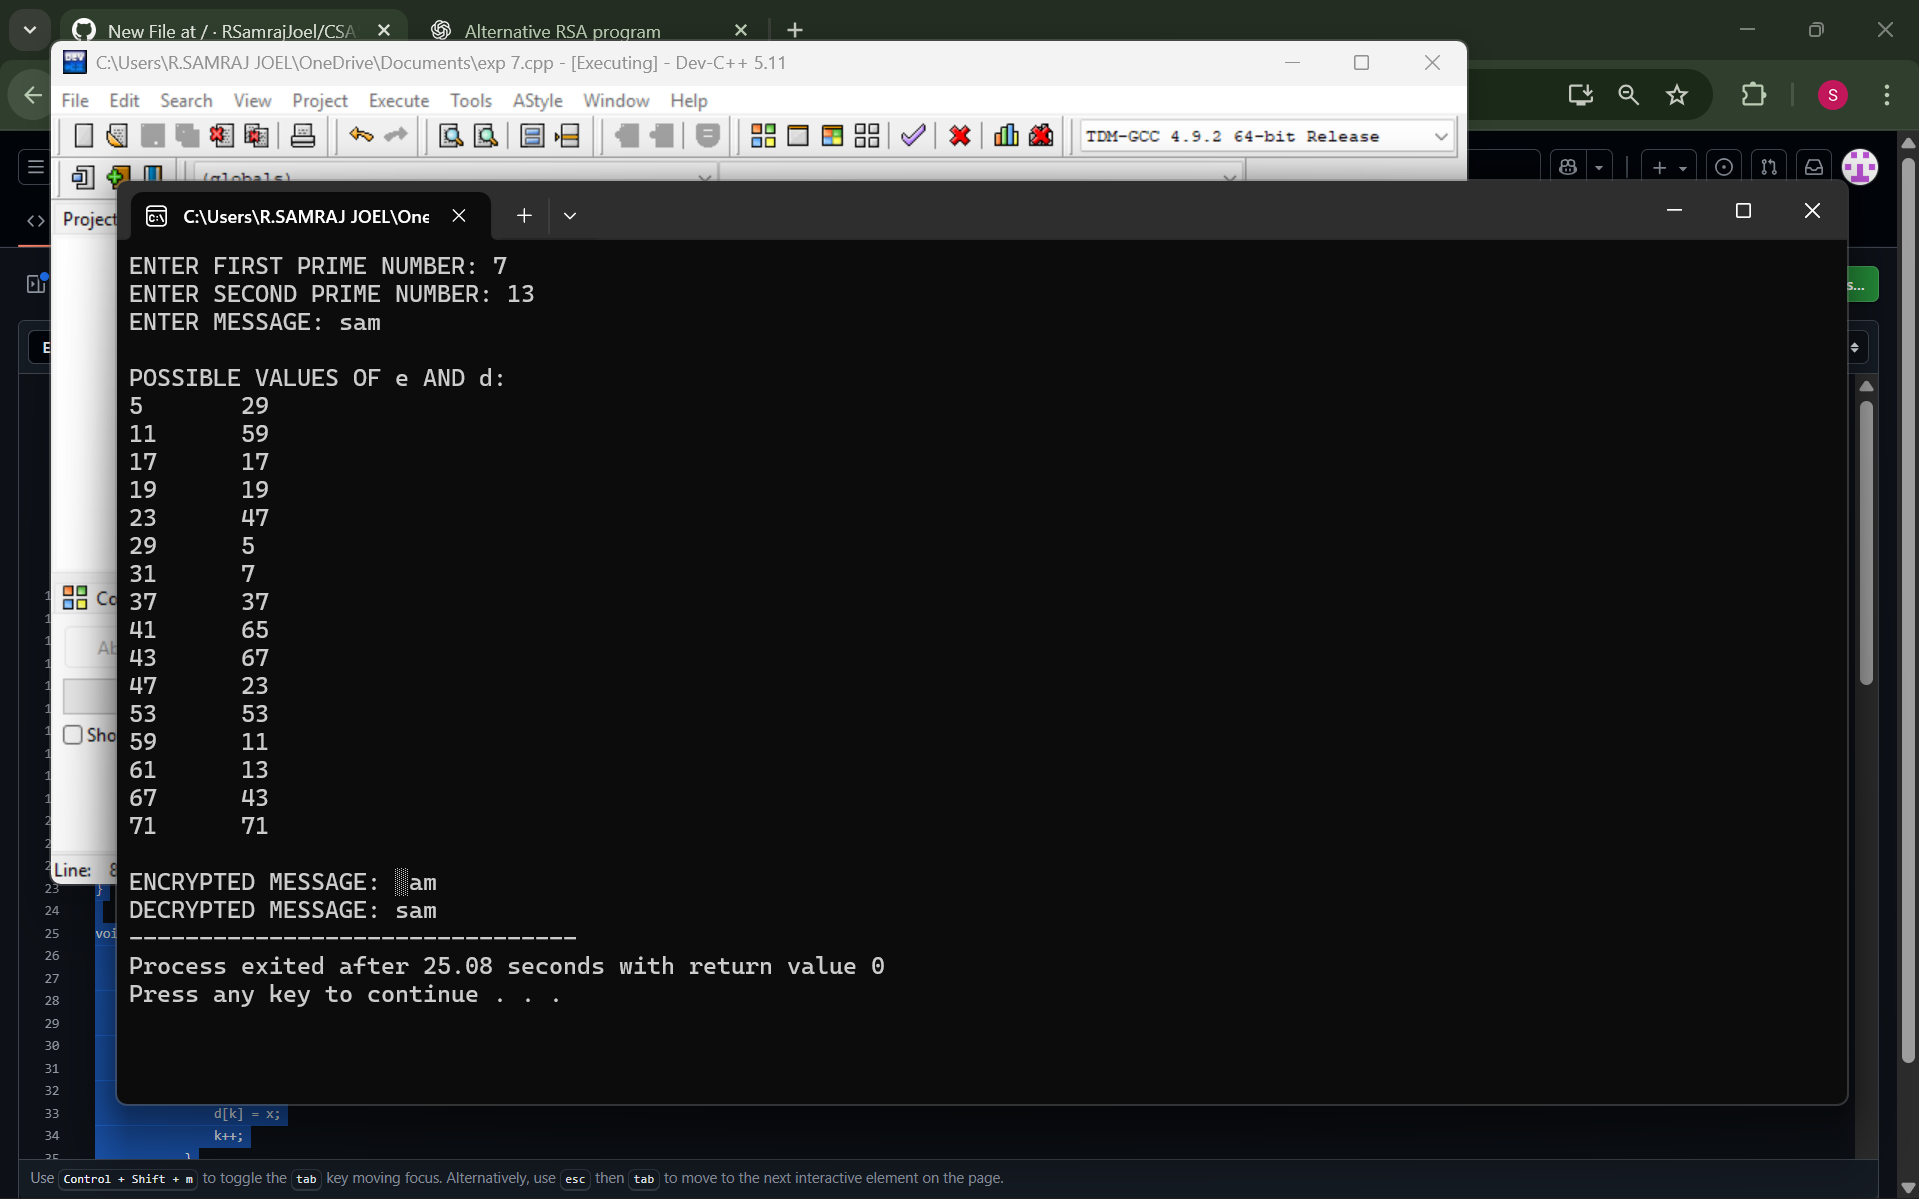 New File at / · RSamrajJoel/CSA
Alternative RSA program
C:\Users\R.SAMRAJ JOEL\OneDrive\Documents\exp 7.cpp - [Executing] - Dev-C++ 5.11
File Edit Search View Project Execute Tools AStyle Window Help
TDM-GCC 4.9.2 64-bit Release
S
(globals)
Project
C:\Users\R.SAMRAJ JOEL\One
ENTER FIRST PRIME NUMBER: 7
ENTER SECOND PRIME NUMBER: 13
ENTER MESSAGE: sam
POSSIBLE VALUES OF e AND d:
5 29
11 59
17 17
19 19
23 47
29 5
31 7
37 37
41 65
43 67
47 23
53 53
59 11
61 13
67 43
71 71
ENCRYPTED MESSAGE: ░am
DECRYPTED MESSAGE: sam
--------------------------------
Process exited after 25.08 seconds with return value 0
Press any key to continue . . .
Line: 8
23 }
24
25 voi
26
27
28
29
30
31
32
33 d[k] = x;
34 k++;
35 }
Use Control + Shift + m to toggle the tab key moving focus. Alternatively, use esc then tab to move to the next interactive element on the page.